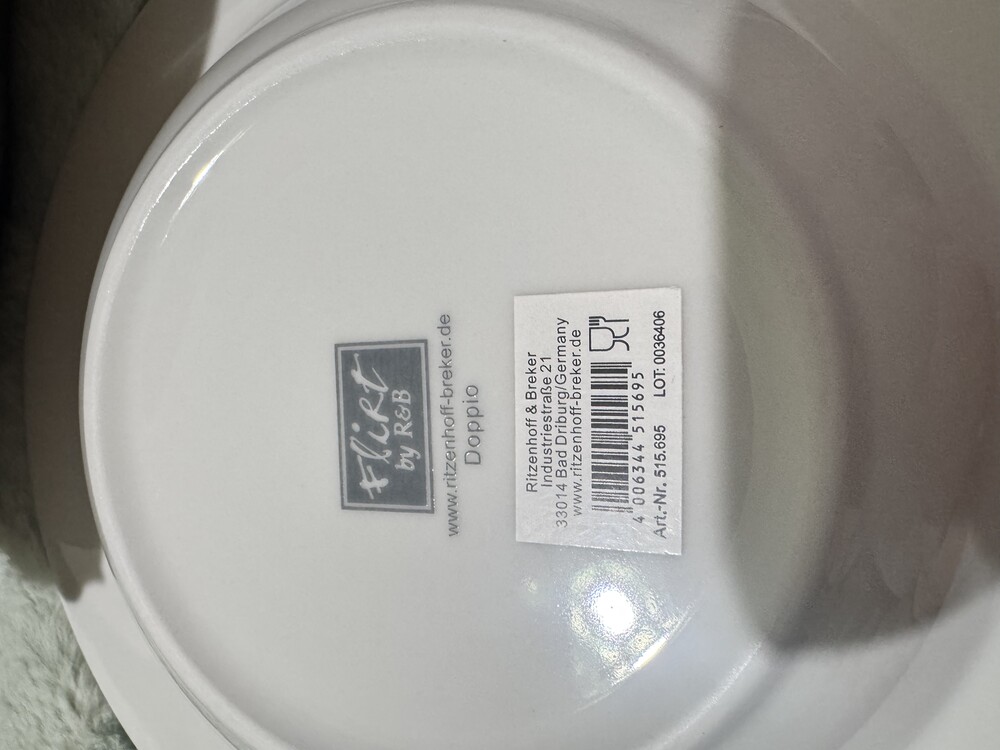 Flirt
by R&B
www.ritzenhoff-breker.de
Doppio
Ritzenhoff & Breker
Industriestraße 21
33014 Bad Driburg/Germany
www.ritzenhoff-breker.de
4 006344 515695
Art.-Nr. 515.695 LOT: 0036406